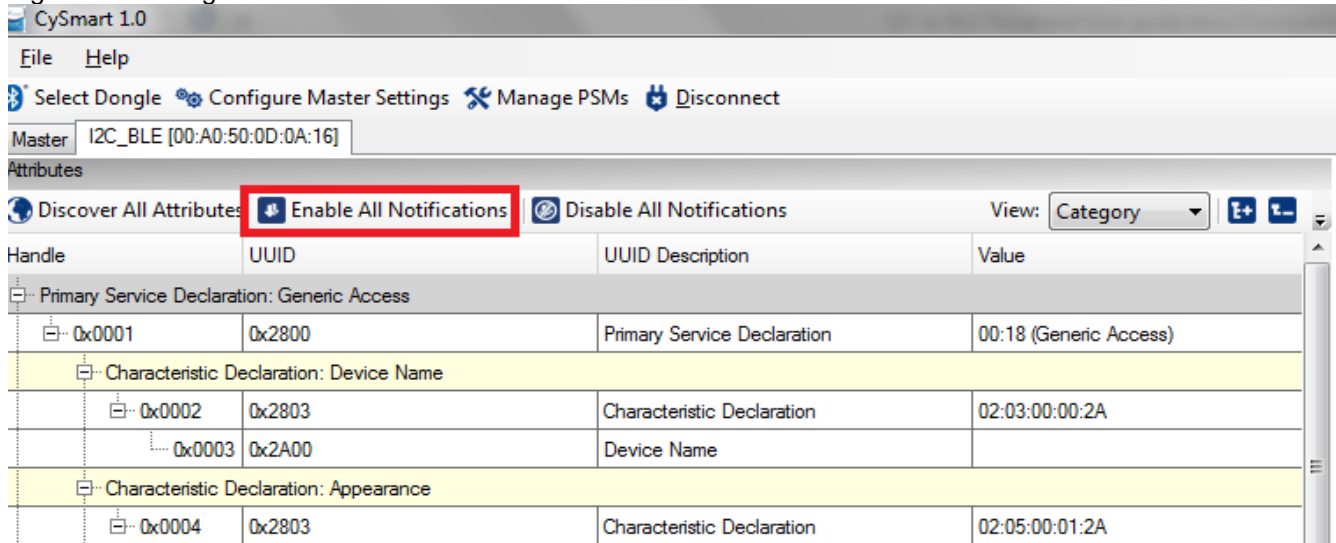 CySmart 1.0
File Help
Select Dongle Configure Master Settings Manage PSMs Disconnect
Master I2C_BLE [00:A0:50:0D:0A:16]
Attributes
Discover All Attributes Enable All Notifications Disable All Notifications View: Category
Handle UUID UUID Description Value
Primary Service Declaration: Generic Access
0x0001 0x2800 Primary Service Declaration 00:18 (Generic Access)
Characteristic Declaration: Device Name
0x0002 0x2803 Characteristic Declaration 02:03:00:00:2A
0x0003 0x2A00 Device Name
Characteristic Declaration: Appearance
0x0004 0x2803 Characteristic Declaration 02:05:00:01:2A